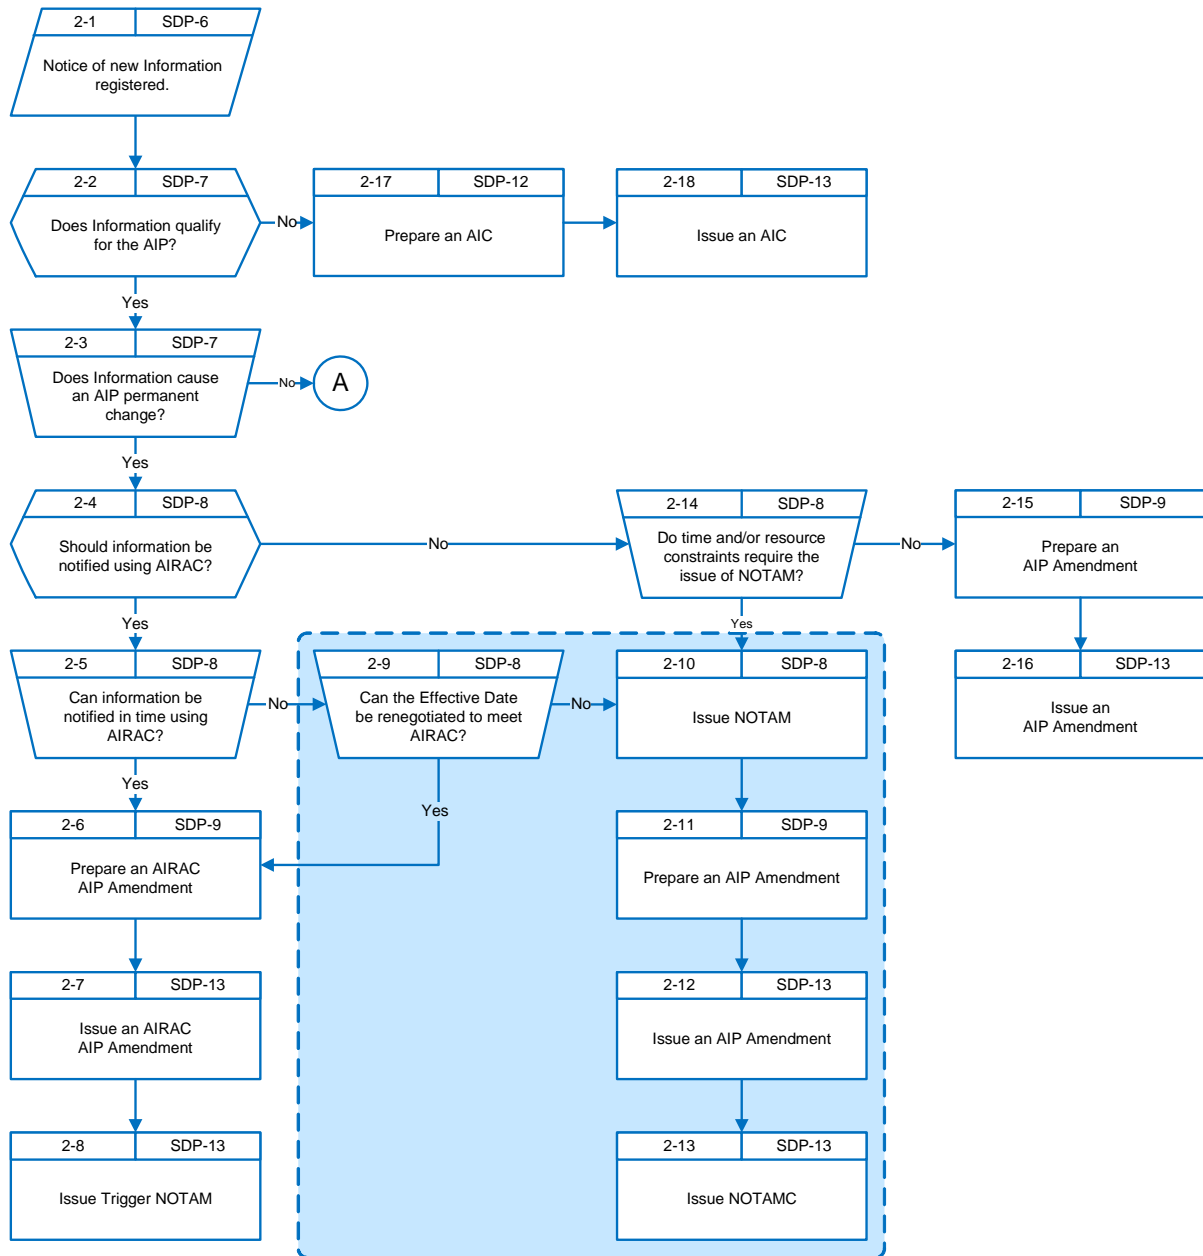 2-1 SDP-6
Notice of new Information
registered.
2-2 SDP-7
Does Information qualify
for the AIP?
No
2-17 SDP-12
Prepare an AIC
2-18 SDP-13
Issue an AIC
Yes
2-3 SDP-7
Does Information cause
an AIP permanent
change?
No
A
Yes
2-4 SDP-8
Should information be
notified using AIRAC?
No
2-14 SDP-8
Do time and/or resource
constraints require the
issue of NOTAM?
No
2-15 SDP-9
Prepare an
AIP Amendment
Yes
Yes
2-16 SDP-13
Issue an
AIP Amendment
2-5 SDP-8
Can information be
notified in time using
AIRAC?
No
2-9 SDP-8
Can the Effective Date
be renegotiated to meet
AIRAC?
No
2-10 SDP-8
Issue NOTAM
Yes
Yes
2-6 SDP-9
Prepare an AIRAC
AIP Amendment
2-11 SDP-9
Prepare an AIP Amendment
2-7 SDP-13
Issue an AIRAC
AIP Amendment
2-12 SDP-13
Issue an AIP Amendment
2-8 SDP-13
Issue Trigger NOTAM
2-13 SDP-13
Issue NOTAMC